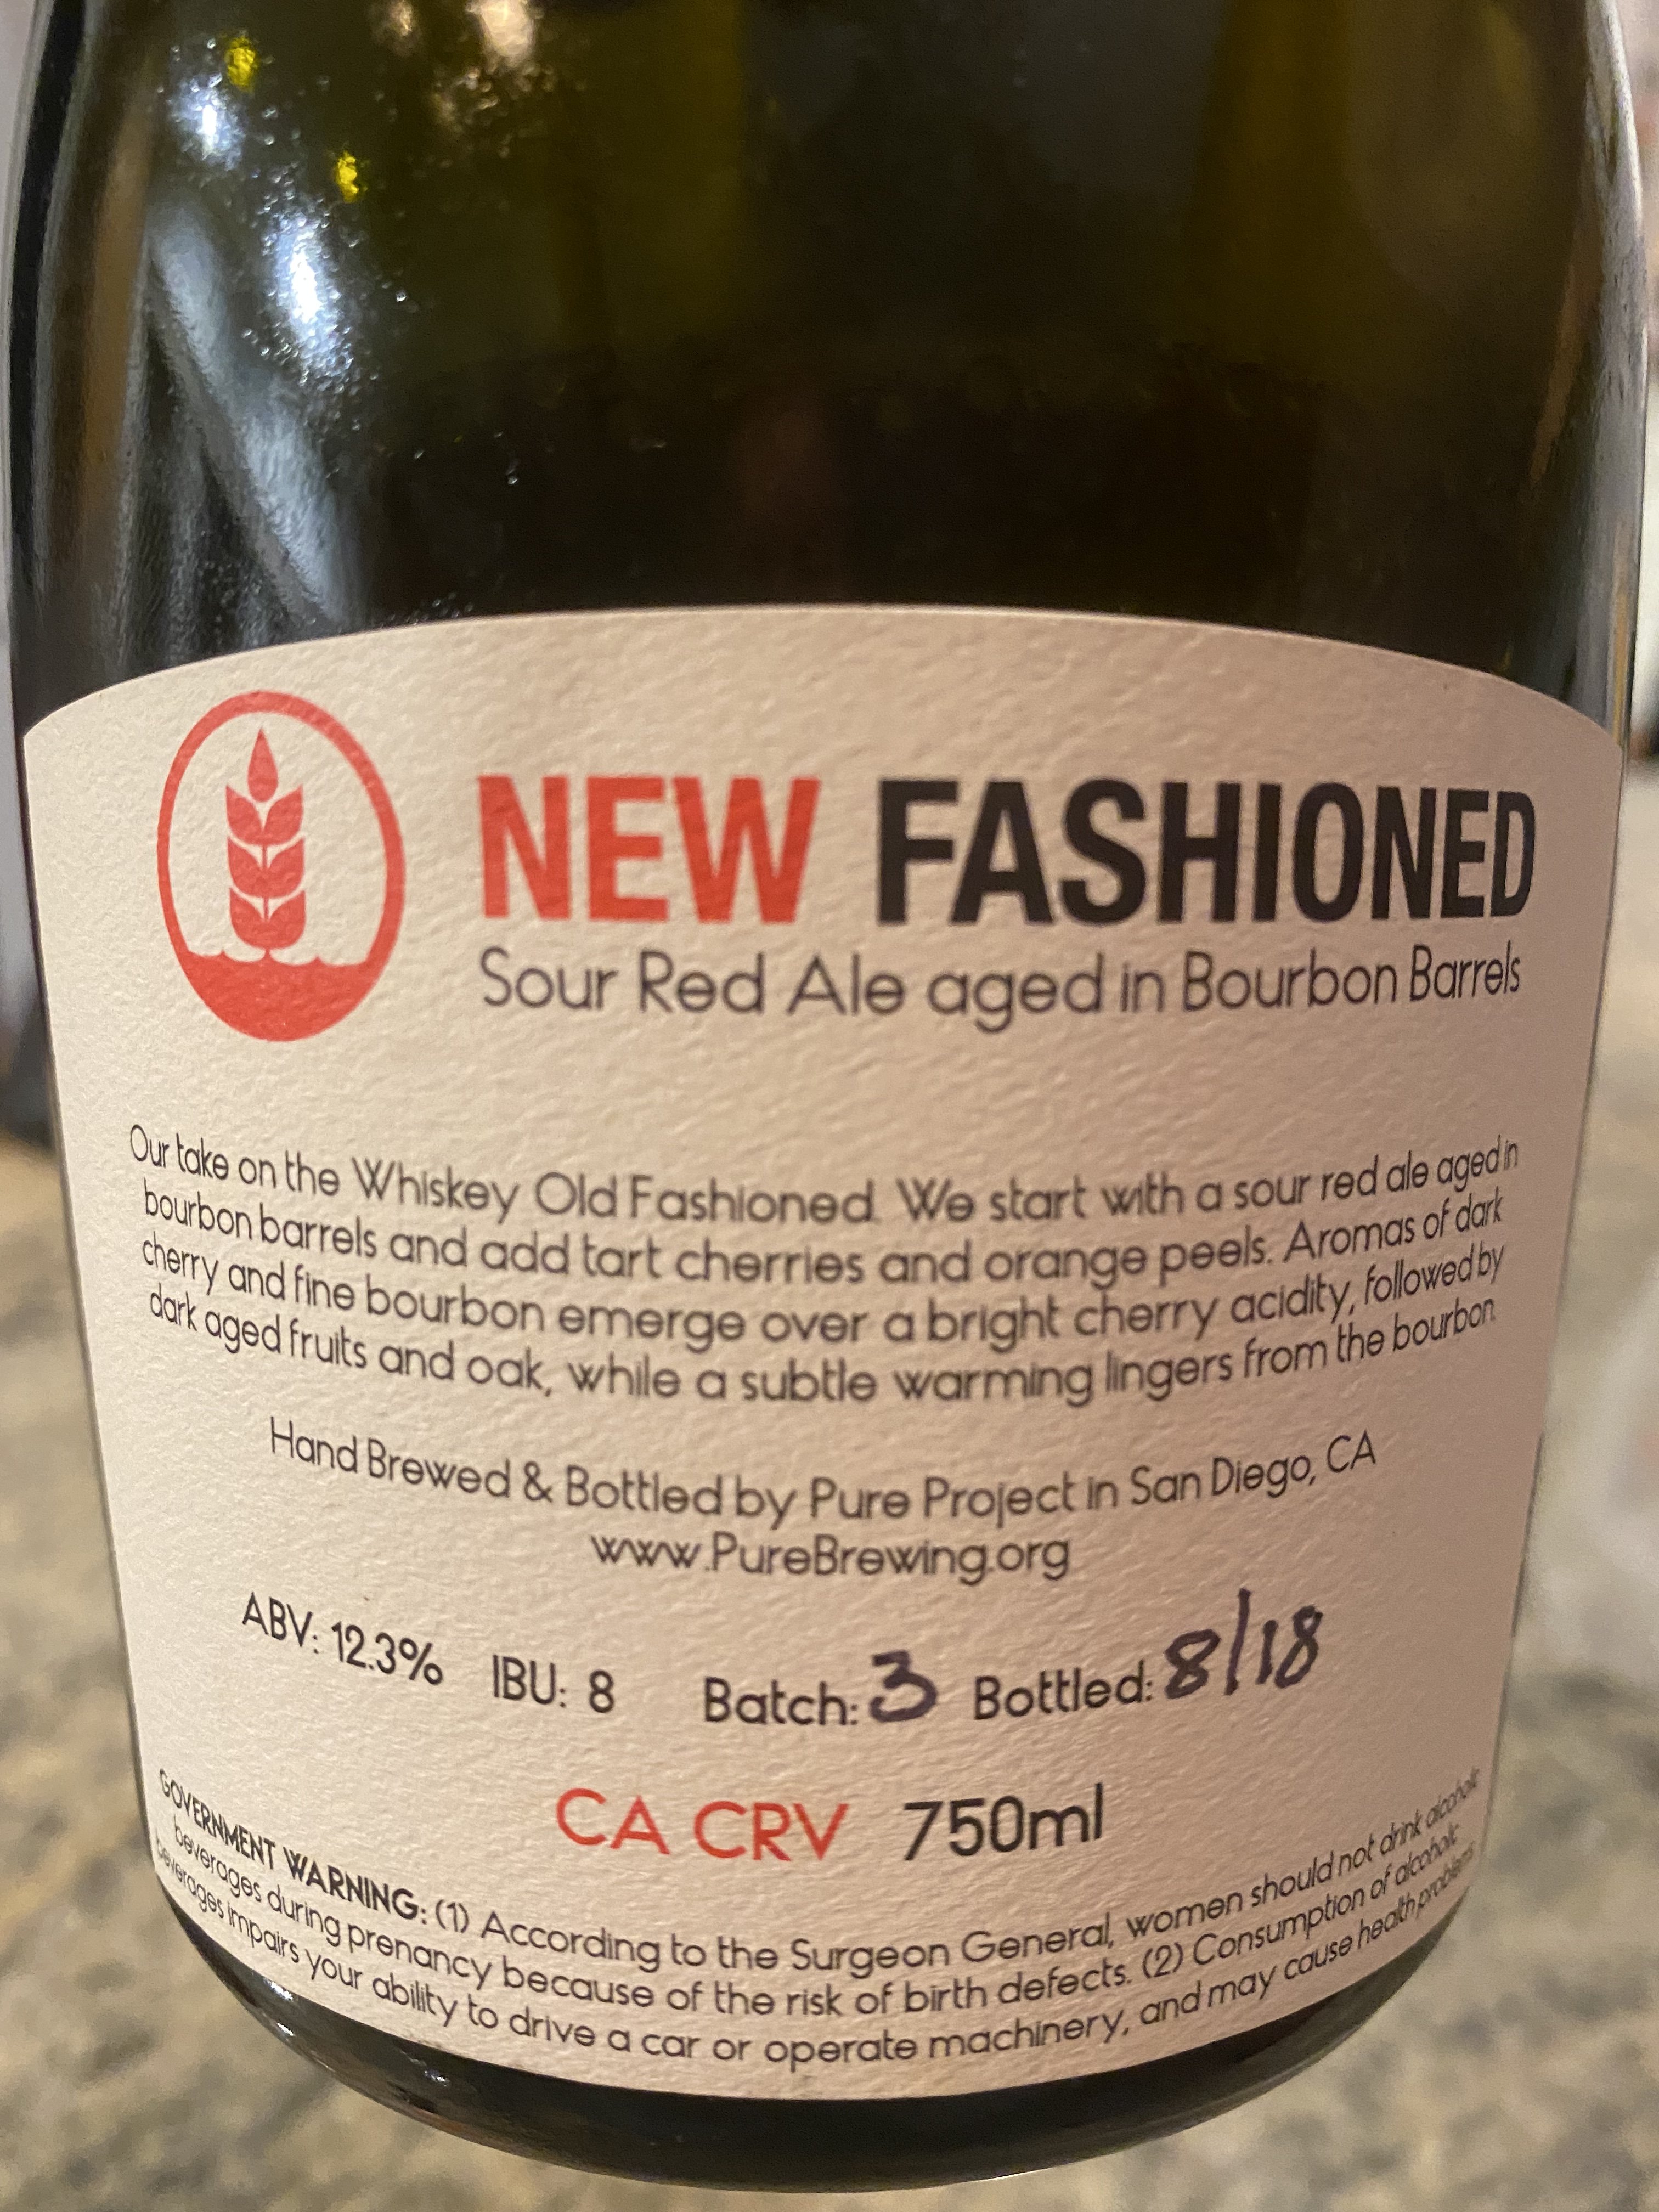 NEW FASHIONED
Sour Red Ale aged in Bourbon Barrels
Our take on the Whiskey Old Fashioned. We start with a sour red ale aged in
bourbon barrels and add tart cherries and orange peels. Aromas of dark
cherry and fine bourbon emerge over a bright cherry acidity, followed by
dark aged fruits and oak, while a subtle warming lingers from the bourbon.
Hand Brewed & Bottled by Pure Project in San Diego, CA
www.PureBrewing.org
ABV: 12.3% IBU: 8 Batch: 3 Bottled: 8/18
CA CRV 750ml
GOVERNMENT WARNING: (1) According to the Surgeon General, women should not drink alcoholic
beverages during prenancy because of the risk of birth defects. (2) Consumption of alcoholic
beverages impairs your ability to drive a car or operate machinery, and may cause health problems